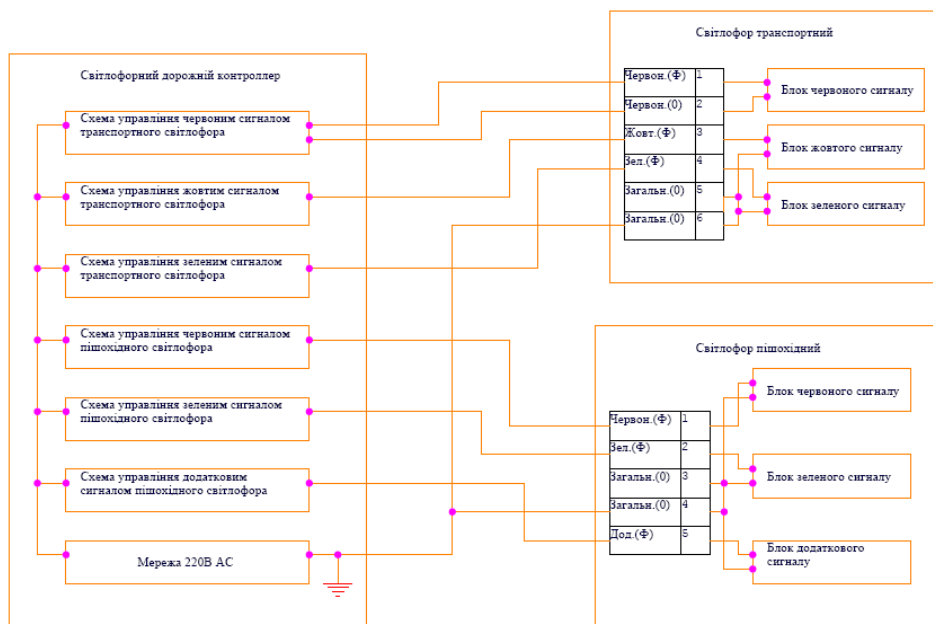 Світлофорний дорожній контроллер
Схема управління червоним сигналом
транспортного світлофора
Схема управління жовтим сигналом
транспортного світлофора
Схема управління зеленим сигналом
транспортного світлофора
Схема управління червоним сигналом
пішохідного світлофора
Схема управління зеленим сигналом
пішохідного світлофора
Схема управління додатковим
сигналом пішохідного світлофора
Мережа 220В АС
Світлофор транспортний
Червон.(Ф) 1
Червон.(0) 2
Жовт.(Ф) 3
Зел.(Ф) 4
Загальн.(0) 5
Загальн.(0) 6
Блок червоного сигналу
Блок жовтого сигналу
Блок зеленого сигналу
Світлофор пішохідний
Червон.(Ф) 1
Зел.(Ф) 2
Загальн.(0) 3
Загальн.(0) 4
Дод.(Ф) 5
Блок червоного сигналу
Блок зеленого сигналу
Блок додаткового
сигналу